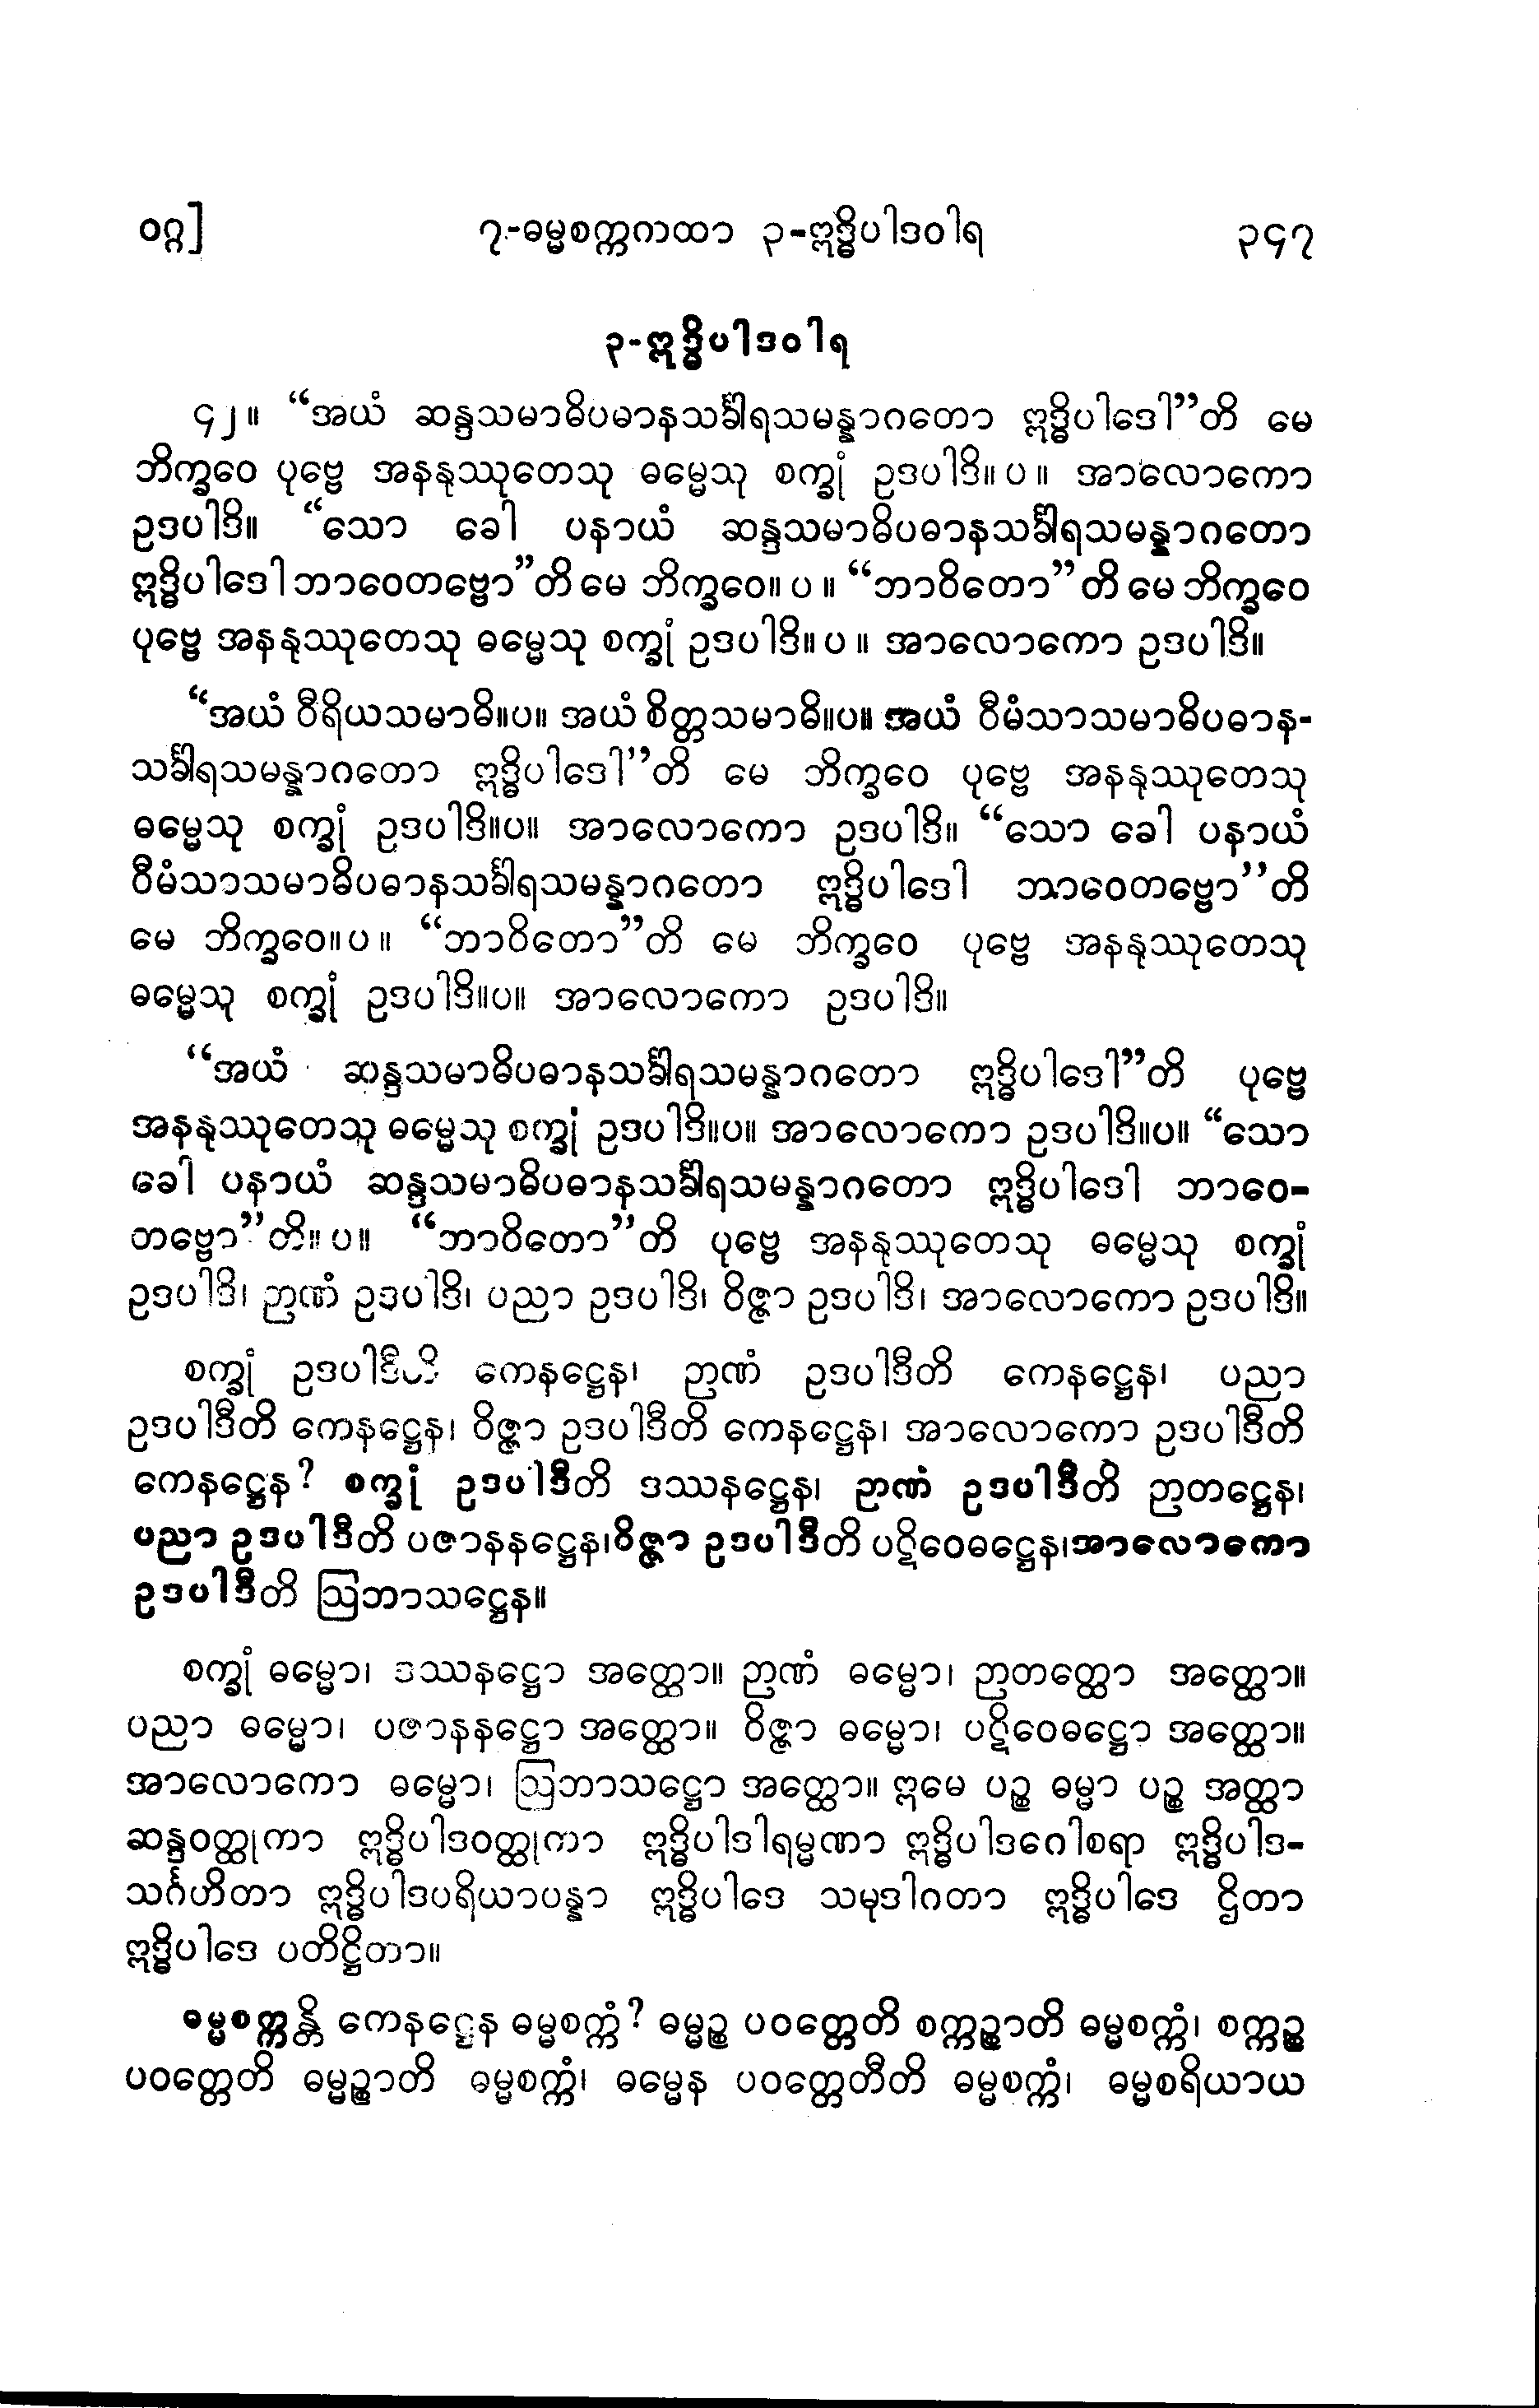 ဝဂ္ဂ] ၇-ဓမ္မစက္ကကထာ ၃-ဣဒ္ဓိပါဒဝါရ ၃၄၇
၃-ဣဒ္ဓိပါဒဝါရ
၄၂။ “အယံ ဆန္ဒသမာဓိပဓာနသင်္ခါရသမန္နာဂတော ဣဒ္ဓိပါဒေါ”တိ မေ
ဘိက္ခဝေ ပုဗ္ဗေ အနနုဿုတေသု ဓမ္မေသု စက္ခုံ ဥဒပါဒိ။ ပ ။ အာလောကော
ဥဒပါဒိ။ “သော ခေါ ပနာယံ ဆန္ဒသမာဓိပဓာနသင်္ခါရသမန္နာဂတော
ဣဒ္ဓိပါဒေါ ဘာဝေတဗ္ဗော”တိ မေ ဘိက္ခဝေ။ ပ ။ “ဘာဝိတော”တိ မေ ဘိက္ခဝေ
ပုဗ္ဗေ အနနုဿုတေသု ဓမ္မေသု စက္ခုံ ဥဒပါဒိ။ ပ ။ အာလောကော ဥဒပါဒိ။
“အယံ ဝီရိယသမာဓိ။ပ။ အယံ စိတ္တသမာဓိ။ပ။ အယံ ဝီမံသာသမာဓိပဓာန-
သင်္ခါရသမန္နာဂတော ဣဒ္ဓိပါဒေါ”တိ မေ ဘိက္ခဝေ ပုဗ္ဗေ အနနုဿုတေသု
ဓမ္မေသု စက္ခုံ ဥဒပါဒိ။ပ။ အာလောကော ဥဒပါဒိ။ “သော ခေါ ပနာယံ
ဝီမံသာသမာဓိပဓာနသင်္ခါရသမန္နာဂတော ဣဒ္ဓိပါဒေါ ဘာဝေတဗ္ဗော”တိ
မေ ဘိက္ခဝေ။ပ။ “ဘာဝိတော”တိ မေ ဘိက္ခဝေ ပုဗ္ဗေ အနနုဿုတေသု
ဓမ္မေသု စက္ခုံ ဥဒပါဒိ။ပ။ အာလောကော ဥဒပါဒိ။
“အယံ ဆန္ဒသမာဓိပဓာနသင်္ခါရသမန္နာဂတော ဣဒ္ဓိပါဒေါ”တိ ပုဗ္ဗေ
အနနုဿုတေသု ဓမ္မေသု စက္ခုံ ဥဒပါဒိ။ပ။ အာလောကော ဥဒပါဒိ။ပ။ “သော
ခေါ ပနာယံ ဆန္ဒသမာဓိပဓာနသင်္ခါရသမန္နာဂတော ဣဒ္ဓိပါဒေါ ဘာဝေ-
တဗ္ဗော”တိ။ ပ။ “ဘာဝိတော”တိ ပုဗ္ဗေ အနနုဿုတေသု ဓမ္မေသု စက္ခုံ
ဥဒပါဒိ၊ ဉာဏံ ဥဒပါဒိ၊ ပညာ ဥဒပါဒိ၊ ဝိဇ္ဇာ ဥဒပါဒိ၊ အာလောကော ဥဒပါဒိ။
စက္ခုံ ဥဒပါဒီတိ ကေနဋ္ဌေန၊ ဉာဏံ ဥဒပါဒီတိ ကေနဋ္ဌေန၊ ပညာ
ဥဒပါဒီတိ ကေနဋ္ဌေန၊ ဝိဇ္ဇာ ဥဒပါဒီတိ ကေနဋ္ဌေန၊ အာလောကော ဥဒပါဒီတိ
ကေနဋ္ဌေန? စက္ခုံ ဥဒပါဒီတိ ဒဿနဋ္ဌေန၊ ဉာဏံ ဥဒပါဒီတိ ဉာတဋ္ဌေန၊
ပညာ ဥဒပါဒီတိ ပဇာနနဋ္ဌေန၊ဝိဇ္ဇာ ဥဒပါဒီတိ ပဋိဝေဓဋ္ဌေန၊အာလောကော
ဥဒပါဒီတိ ဩဘာသဋ္ဌေန။
စက္ခုံ ဓမ္မော၊ ဒဿနဋ္ဌော အတ္ထော။ ဉာဏံ ဓမ္မော၊ ဉာတတ္ထော အတ္ထော။
ပညာ ဓမ္မော၊ ပဇာနနဋ္ဌော အတ္ထော။ ဝိဇ္ဇာ ဓမ္မော၊ ပဋိဝေဓဋ္ဌော အတ္ထော။
အာလောကော ဓမ္မော၊ ဩဘာသဋ္ဌော အတ္ထော။ ဣမေ ပဉ္စ ဓမ္မာ ပဉ္စ အတ္ထာ
ဆန္ဒဝတ္ထုကာ ဣဒ္ဓိပါဒဝတ္ထုကာ ဣဒ္ဓိပါဒါရမ္မဏာ ဣဒ္ဓိပါဒဂေါစရာ ဣဒ္ဓိပါဒ-
သင်္ဂဟိတာ ဣဒ္ဓိပါဒပရိယာပန္နာ ဣဒ္ဓိပါဒေ သမုဒါဂတာ ဣဒ္ဓိပါဒေ ဌိတာ
ဣဒ္ဓိပါဒေ ပတိဋ္ဌိတာ။
ဓမ္မစက္ကန္တိ ကေနဋ္ဌေန ဓမ္မစက္ကံ? ဓမ္မဉ္စ ပဝတ္တေတိ စက္ကဉ္စာတိ ဓမ္မစက္ကံ၊ စက္ကဉ္စ
ပဝတ္တေတိ ဓမ္မဉ္စာတိ ဓမ္မစက္ကံ၊ ဓမ္မေန ပဝတ္တေတီတိ ဓမ္မစက္ကံ၊ ဓမ္မစရိယာယ